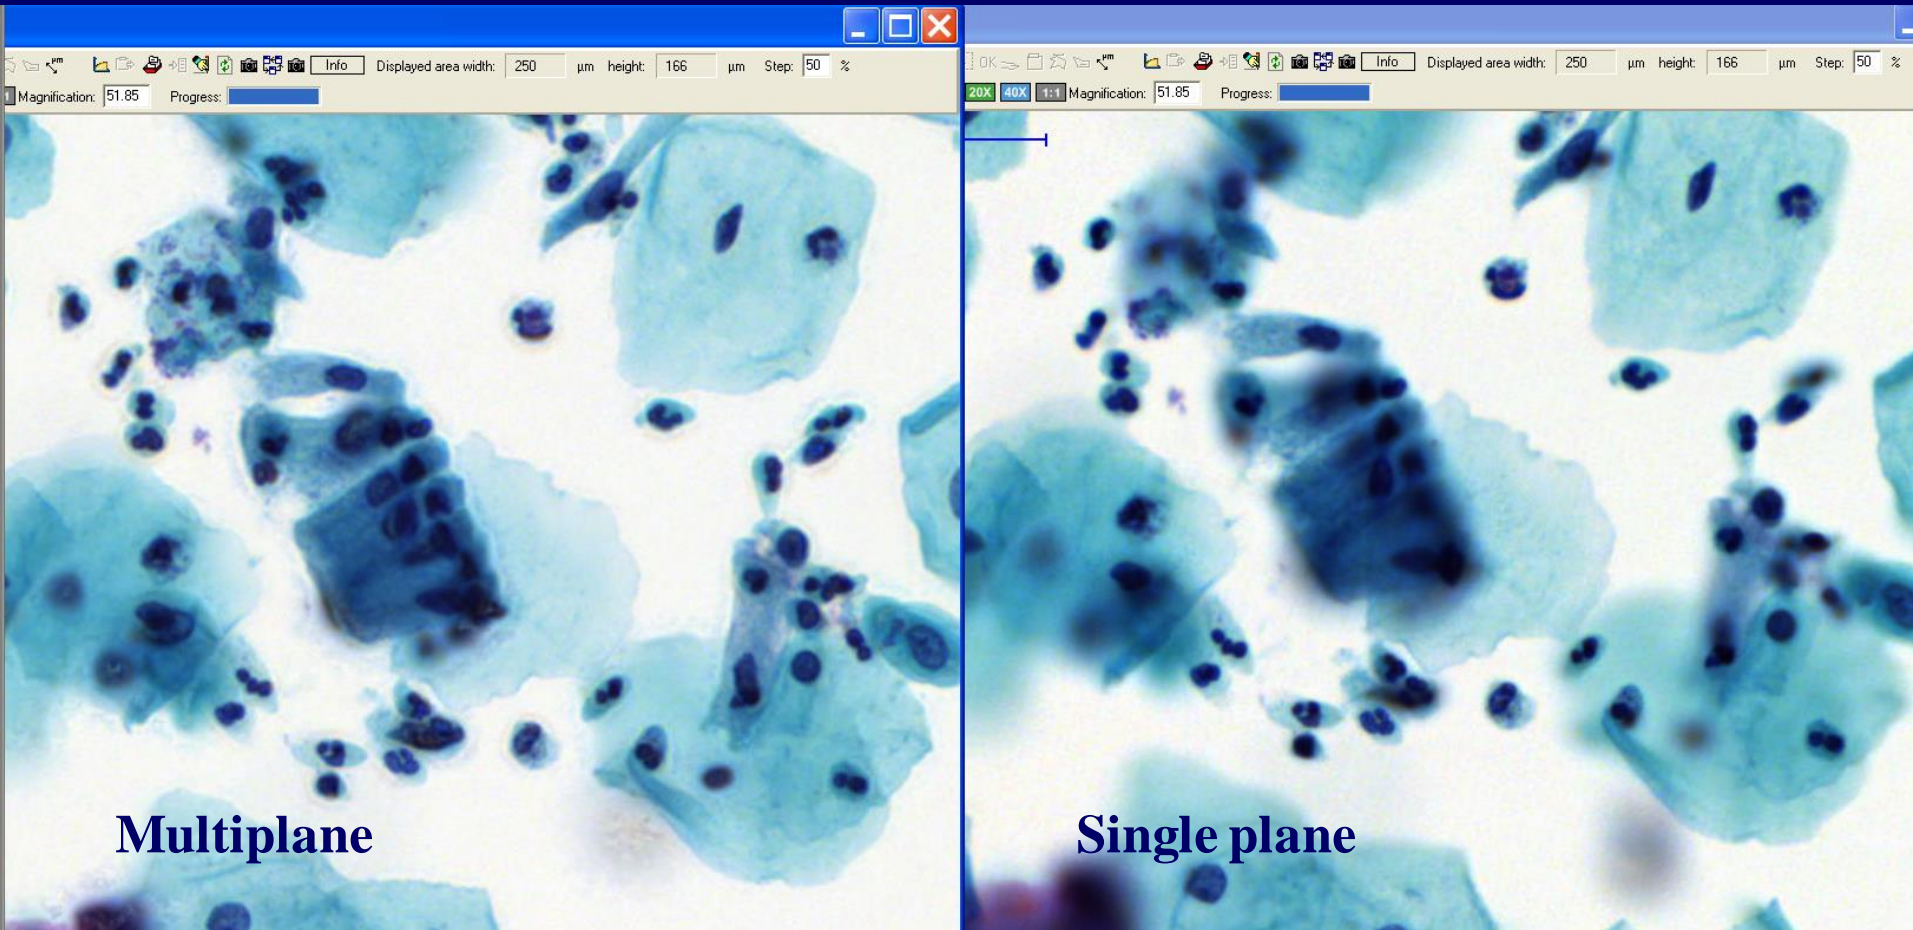 Info Displayed area width: 250 µm height: 166 µm Step: 50 %
Magnification: 51.85 Progress:
Multiplane
OK Info Displayed area width: 250 µm height: 166 µm Step: 50 %
20X 40X 1:1 Magnification: 51.85 Progress:
Single plane